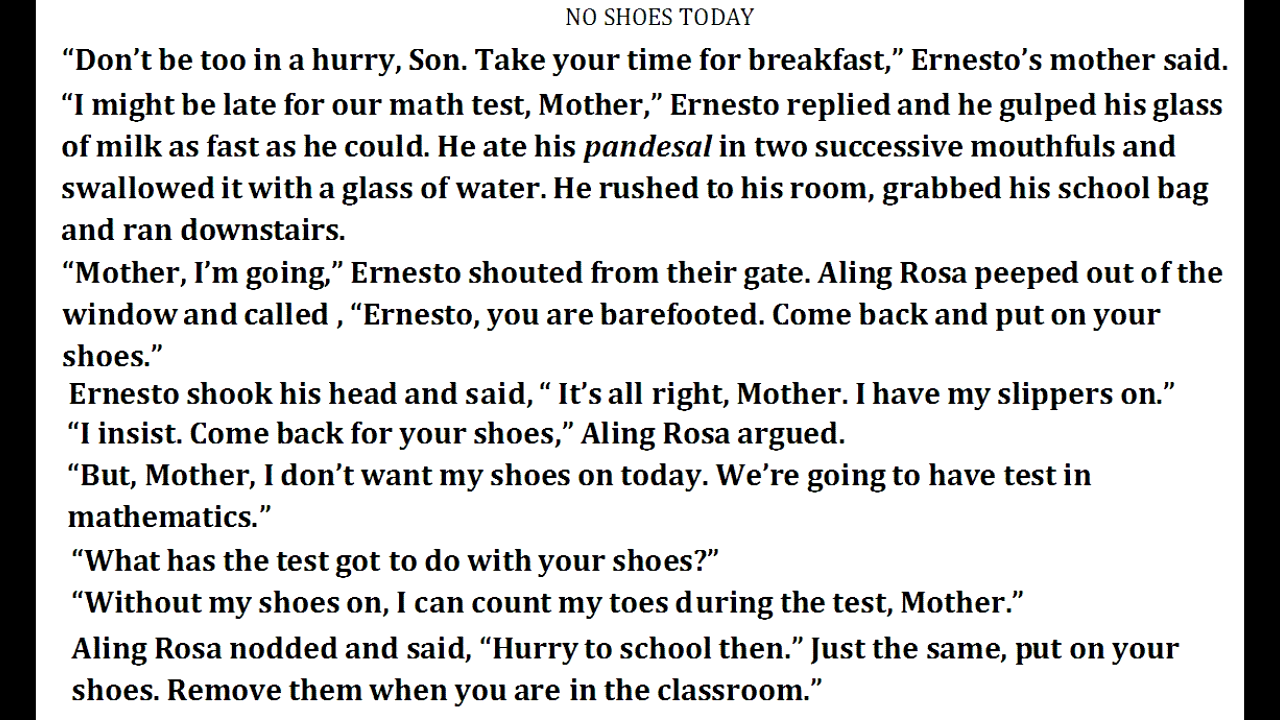 NO SHOES TODAY
“Don’t be too in a hurry, Son. Take your time for breakfast,” Ernesto’s mother said.
“I might be late for our math test, Mother,” Ernesto replied and he gulped his glass
of milk as fast as he could. He ate his pandesal in two successive mouthfuls and
swallowed it with a glass of water. He rushed to his room, grabbed his school bag
and ran downstairs.
“Mother, I’m going,” Ernesto shouted from their gate. Aling Rosa peeped out of the
window and called , “Ernesto, you are barefooted. Come back and put on your
shoes.”
Ernesto shook his head and said, “ It’s all right, Mother. I have my slippers on.”
“I insist. Come back for your shoes,” Aling Rosa argued.
“But, Mother, I don’t want my shoes on today. We’re going to have test in
mathematics.”
“What has the test got to do with your shoes?”
“Without my shoes on, I can count my toes during the test, Mother.”
Aling Rosa nodded and said, “Hurry to school then.” Just the same, put on your
shoes. Remove them when you are in the classroom.”